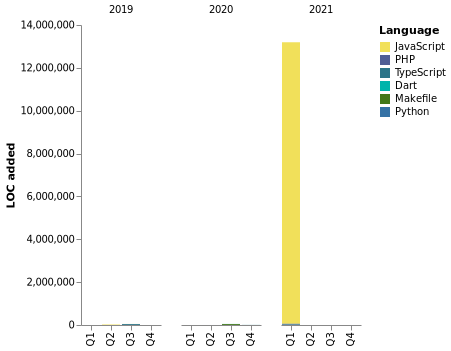 2019 2020 2021
Language
JavaScript
PHP
TypeScript
Dart
Makefile
Python
LOC added
14,000,000
12,000,000
10,000,000
8,000,000
6,000,000
4,000,000
2,000,000
0
Q1 Q2 Q3 Q4 Q1 Q2 Q3 Q4 Q1 Q2 Q3 Q4